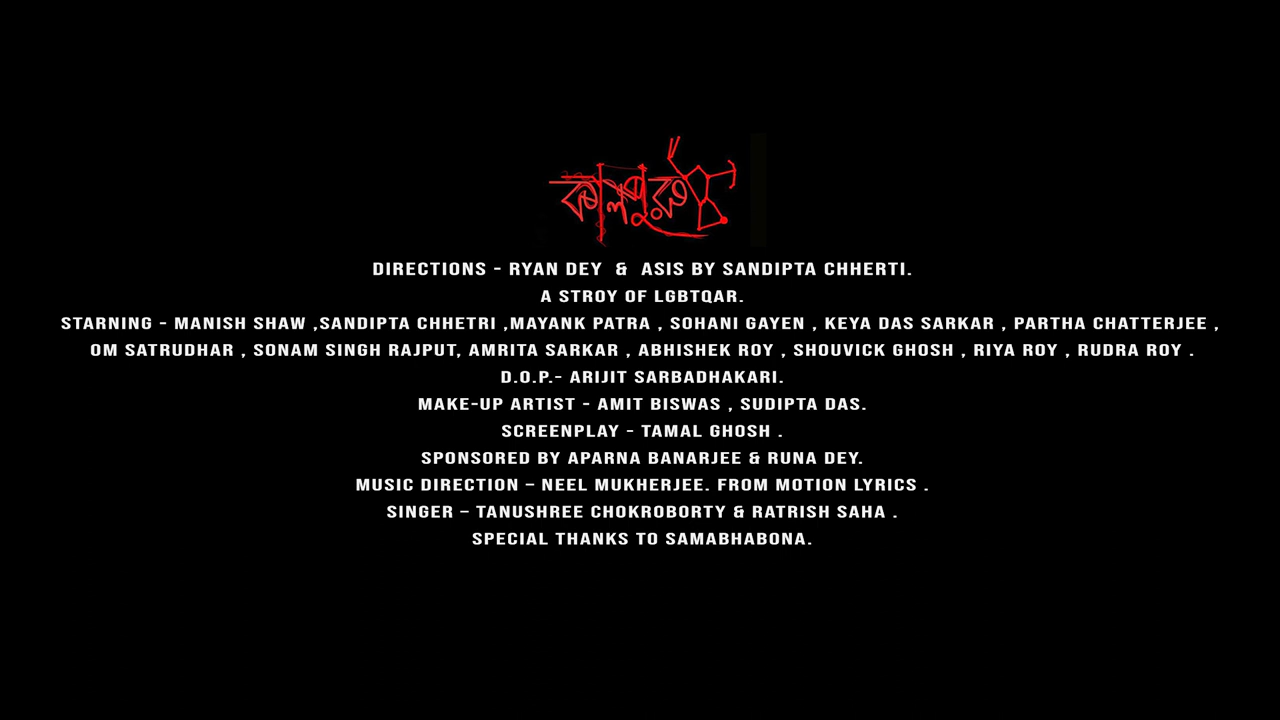 কালপুরুষ
DIRECTIONS - RYAN DEY & ASIS BY SANDIPTA CHHERTI.
A STROY OF LGBTQAR.
STARNING - MANISH SHAW ,SANDIPTA CHHETRI ,MAYANK PATRA , SOHANI GAYEN , KEYA DAS SARKAR , PARTHA CHATTERJEE ,
OM SATRUDHAR , SONAM SINGH RAJPUT, AMRITA SARKAR , ABHISHEK ROY , SHOUVICK GHOSH , RIYA ROY , RUDRA ROY .
D.O.P.- ARIJIT SARBADHAKARI.
MAKE-UP ARTIST - AMIT BISWAS , SUDIPTA DAS.
SCREENPLAY - TAMAL GHOSH .
SPONSORED BY APARNA BANARJEE & RUNA DEY.
MUSIC DIRECTION – NEEL MUKHERJEE. FROM MOTION LYRICS .
SINGER – TANUSHREE CHOKROBORTY & RATRISH SAHA .
SPECIAL THANKS TO SAMABHABONA.